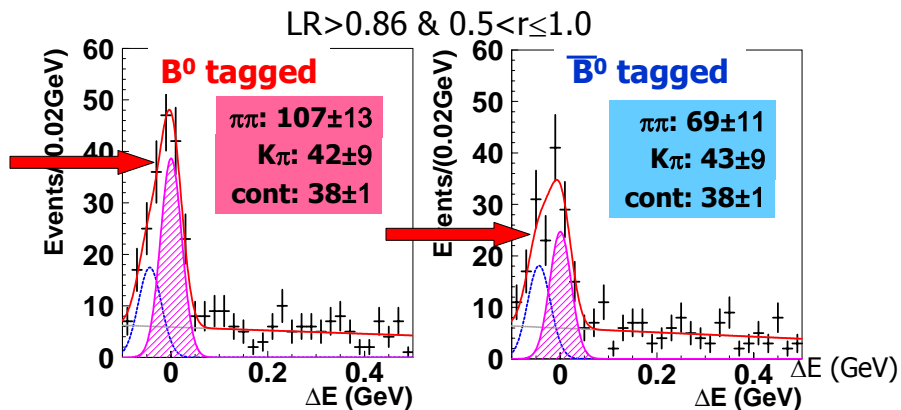 LR>0.86 & 0.5<r≤1.0
60
50
40
30
20
10
0
Events/(0.02GeV)
B⁰ tagged
ππ: 107±13
Kπ: 42±9
cont: 38±1
0
0.2
0.4
ΔE (GeV)
60
50
40
30
20
10
0
Events/(0.02GeV)
B̅⁰ tagged
ππ: 69±11
Kπ: 43±9
cont: 38±1
0
0.2
0.4
ΔE (GeV)
ΔE (GeV)